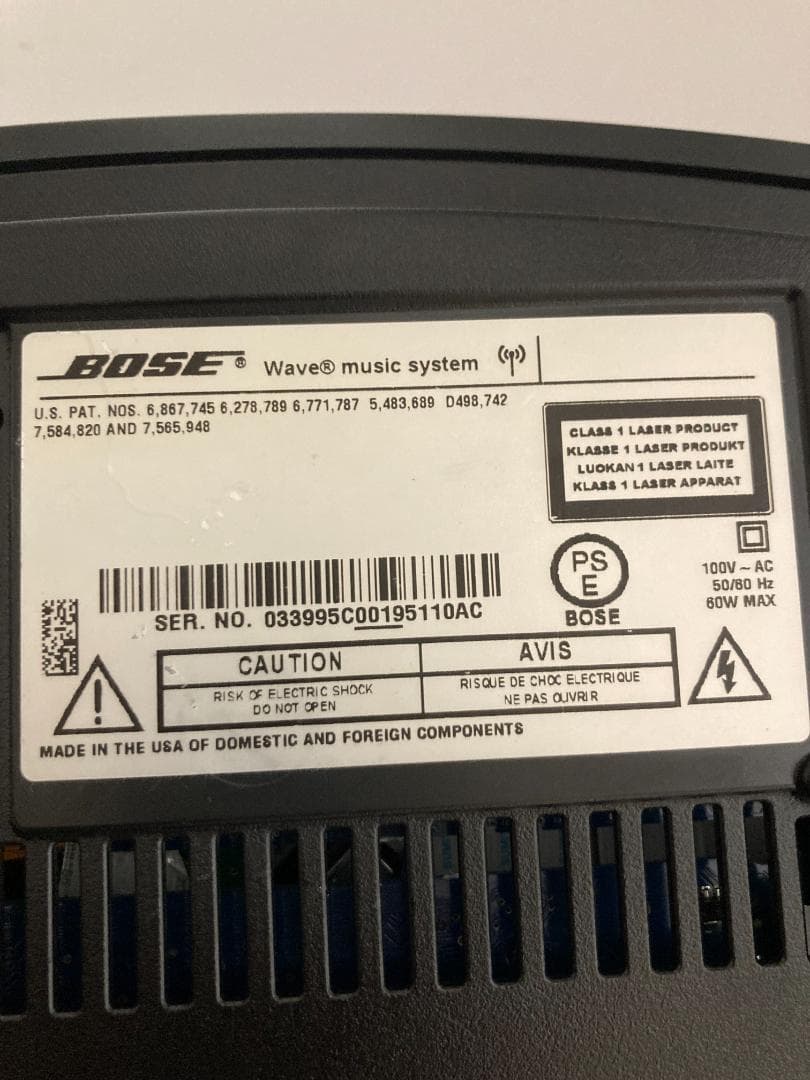 BOSE® Wave® music system
U.S. PAT. NOS. 6,867,745 6,278,789 6,771,787 5,483,689 D498,742
7,584,820 AND 7,565,948
CLASS 1 LASER PRODUCT
KLASSE 1 LASER PRODUKT
LUOKAN 1 LASER LAITE
KLASS 1 LASER APPARAT
PS
E
BOSE
100V ~ AC
50/60 Hz
60W MAX
SER. NO. 033995C00195110AC
CAUTION
RISK OF ELECTRIC SHOCK
DO NOT OPEN
AVIS
RISQUE DE CHOC ELECTRIQUE
NE PAS OUVRIR
MADE IN THE USA OF DOMESTIC AND FOREIGN COMPONENTS